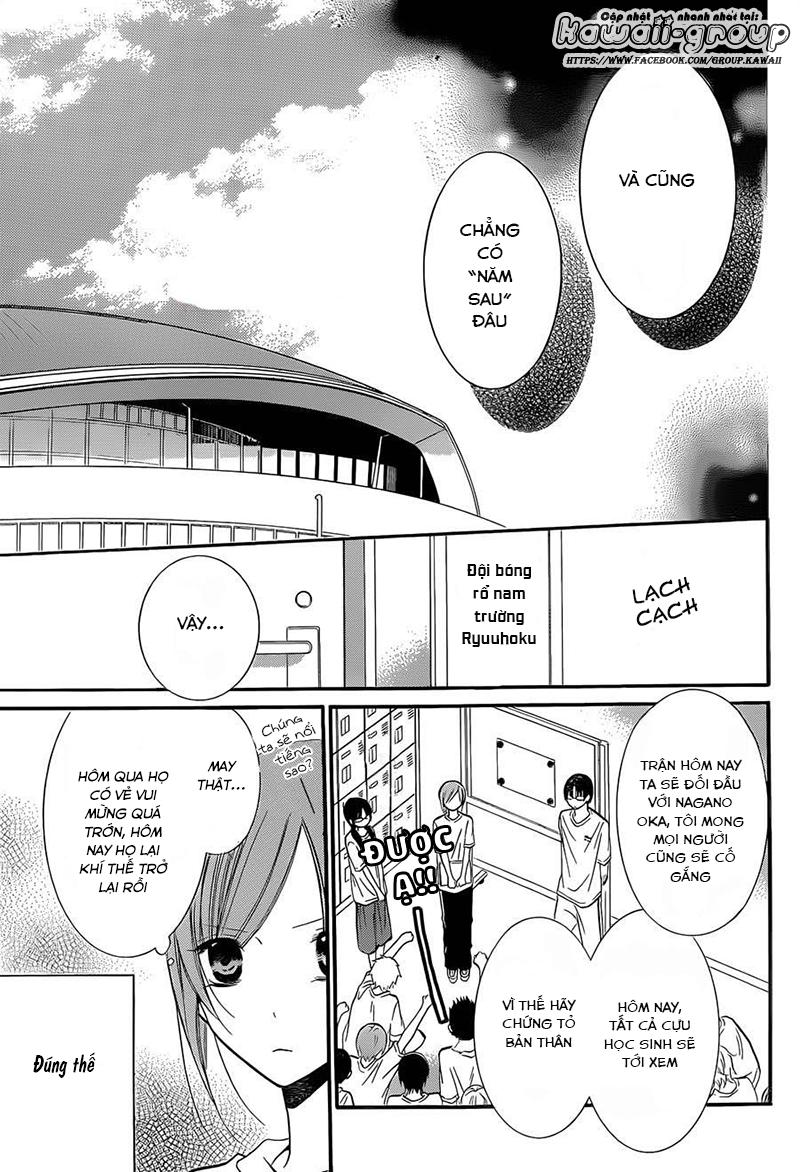 Cập nhật nhanh nhất tại:
kawaii-group
HTTPS://WWW.FACEBOOK.COM/GROUP.KAWAII
VÀ CŨNG
CHẲNG
CÓ
"NĂM
SAU"
ĐÂU
LẠCH
CẠCH
Đội bóng
rổ nam
trường
Ryuuhoku
VẬY...
TRẬN HÔM NAY
TA SẼ ĐỐI ĐẦU
VỚI NAGANO
OKA, TÔI MONG
MỌI NGƯỜI
CŨNG SẼ CỐ
GẮNG
HÔM NAY,
TẤT CẢ CỰU
HỌC SINH SẼ
TỚI XEM
VÌ THẾ HÃY
CHỨNG TỎ
BẢN THÂN
ĐƯỢC
Ạ!!
Chúng
ta sẽ nổi
tiếng
sao?
MAY
THẬT...
HÔM QUA HỌ
CÓ VẺ VUI
MỪNG QUÁ
TRỚN, HÔM
NAY HỌ LẠI
KHÍ THẾ TRỞ
LẠI RỒI
Đúng thế